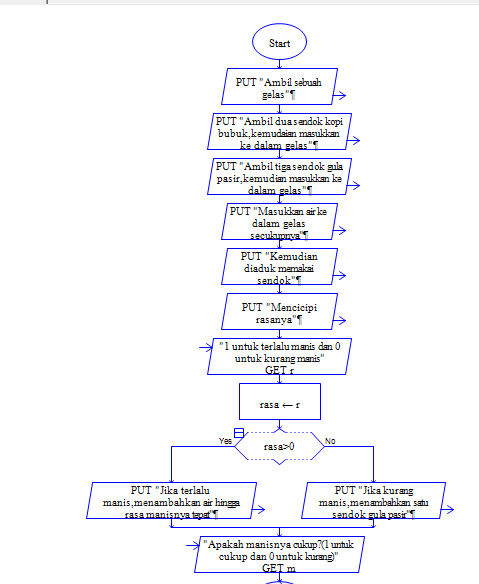 Start
PUT "Ambil sebuah
gelas"¶
PUT "Ambil dua sendok kopi
bubuk,kemudaian masukkan
ke dalam gelas"¶
PUT "Ambil tiga sendok gula
pasir,kemudian masukkan ke
dalam gelas"¶
PUT "Masukkan air ke
dalam gelas
secukupnya"¶
PUT "Kemudian
diaduk memakai
sendok"¶
PUT "Mencicipi
rasanya"¶
"1 untuk terlalu manis dan 0
untuk kurang manis"
GET r
rasa ← r
Yes
rasa>0
No
PUT "Jika terlalu
manis,menambahkan air hingga
rasa manisnya tepat"¶
PUT "Jika kurang
manis,menambahkan satu
sendok gula pasir"¶
"Apakah manisnya cukup?(1 untuk
cukup dan 0 untuk kurang)"
GET m